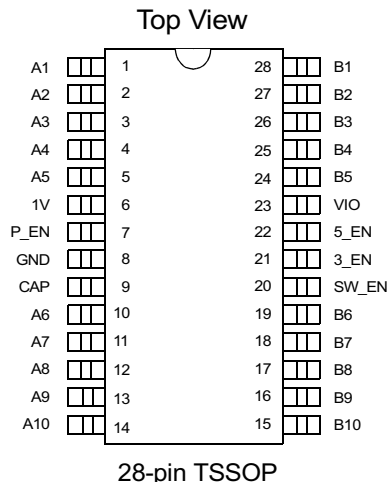 Top View
A1 1 28 B1
A2 2 27 B2
A3 3 26 B3
A4 4 25 B4
A5 5 24 B5
1V 6 23 VIO
P_EN 7 22 5_EN
GND 8 21 3_EN
CAP 9 20 SW_EN
A6 10 19 B6
A7 11 18 B7
A8 12 17 B8
A9 13 16 B9
A10 14 15 B10
28-pin TSSOP